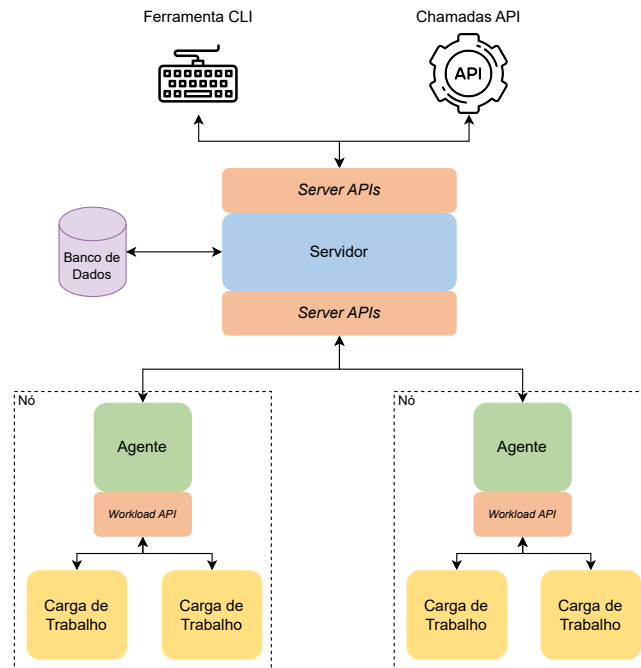 Ferramenta CLI
Chamadas API
API
Server APIs
Banco de
Dados
Servidor
Server APIs
Nó
Agente
Workload API
Carga de
Trabalho
Carga de
Trabalho
Nó
Agente
Workload API
Carga de
Trabalho
Carga de
Trabalho